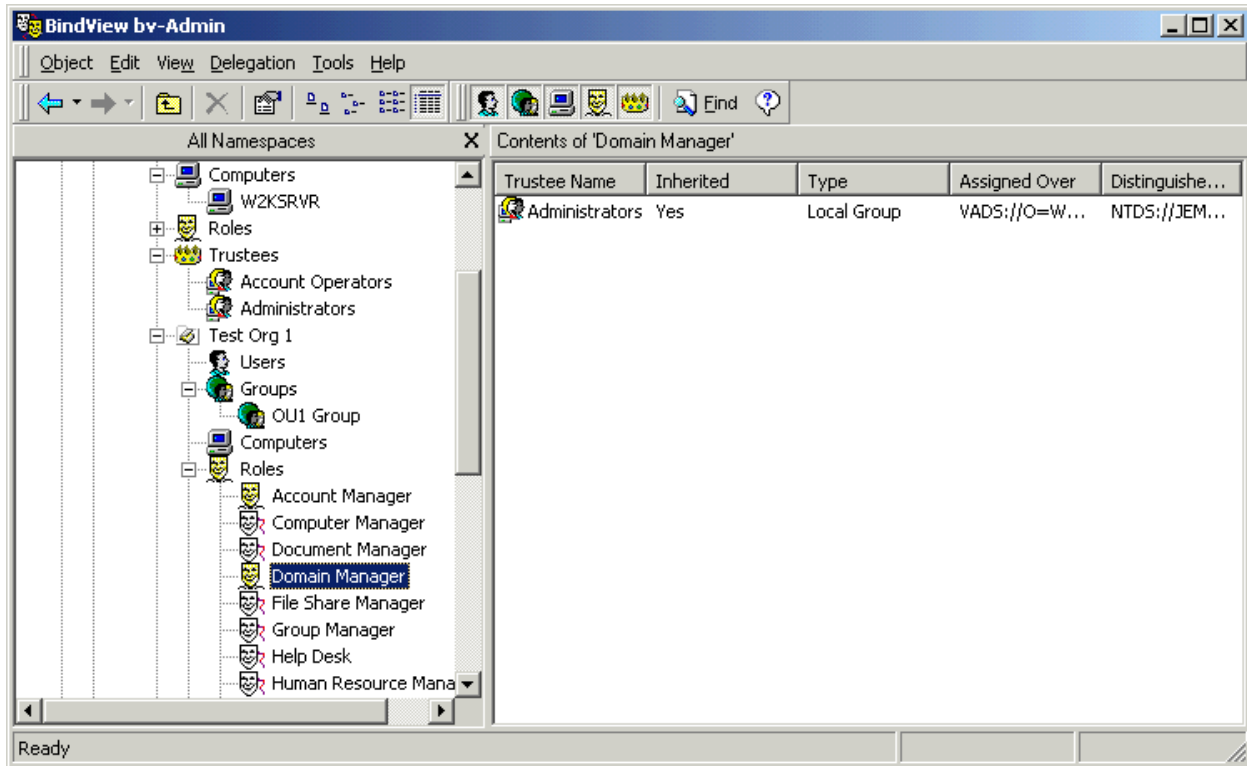 BindView bv-Admin
Object Edit View Delegation Tools Help
Find
All Namespaces
Contents of 'Domain Manager'
Computers
W2KSRVR
Roles
Trustees
Account Operators
Administrators
Test Org 1
Users
Groups
OU1 Group
Computers
Roles
Account Manager
Computer Manager
Document Manager
Domain Manager
File Share Manager
Group Manager
Help Desk
Human Resource Mana
Trustee Name Inherited Type Assigned Over Distinguishe...
Administrators Yes Local Group VADS://O=W... NTDS://JEM...
Ready